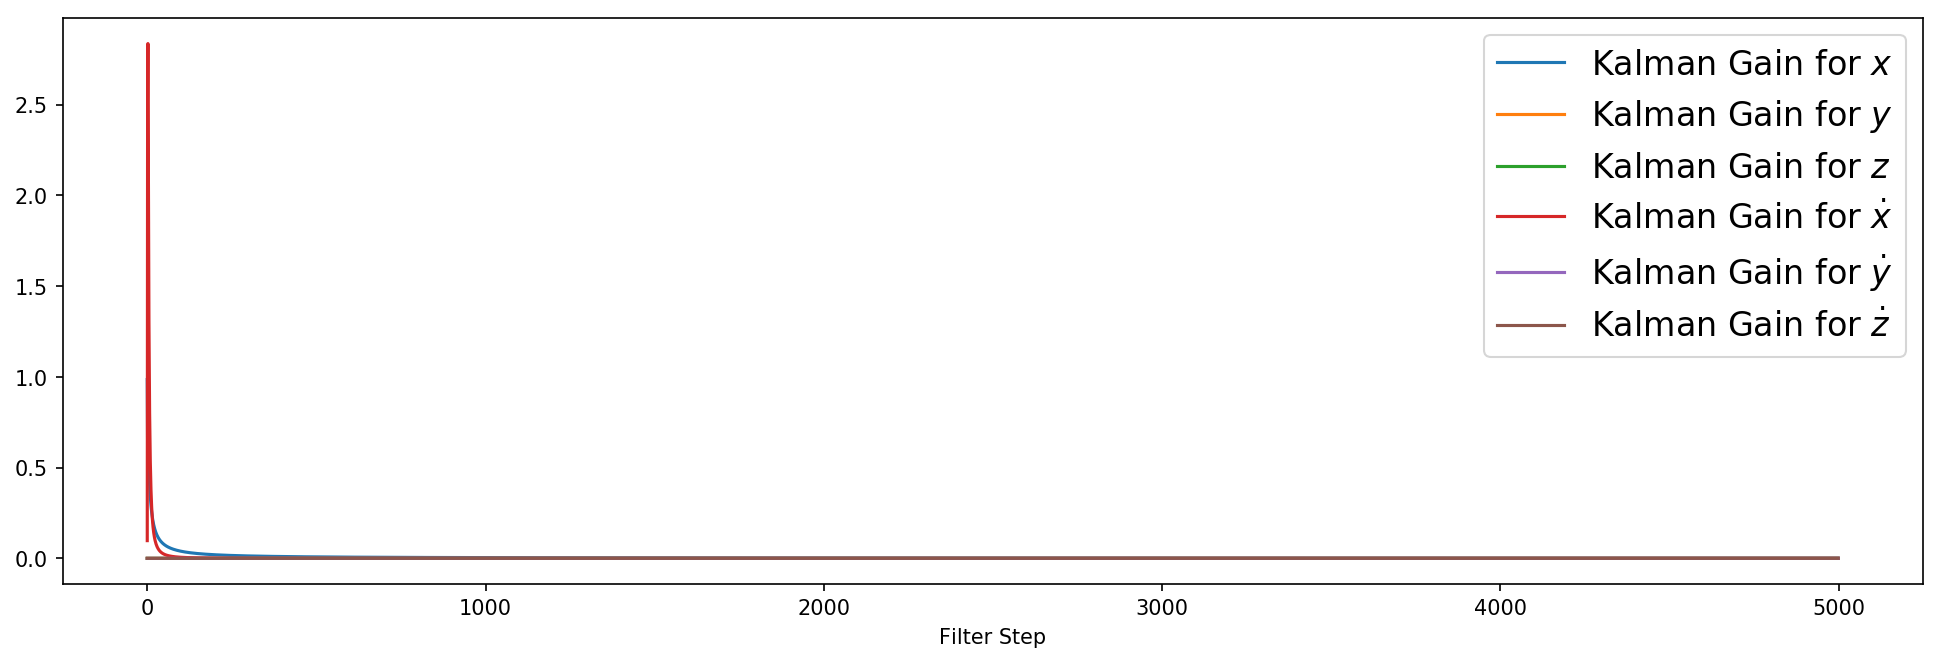 2.5
2.0
1.5
1.0
0.5
0.0
0
1000
2000
3000
4000
5000
Filter Step
Kalman Gain for x
Kalman Gain for y
Kalman Gain for z
Kalman Gain for ẋ
Kalman Gain for ẏ
Kalman Gain for ż